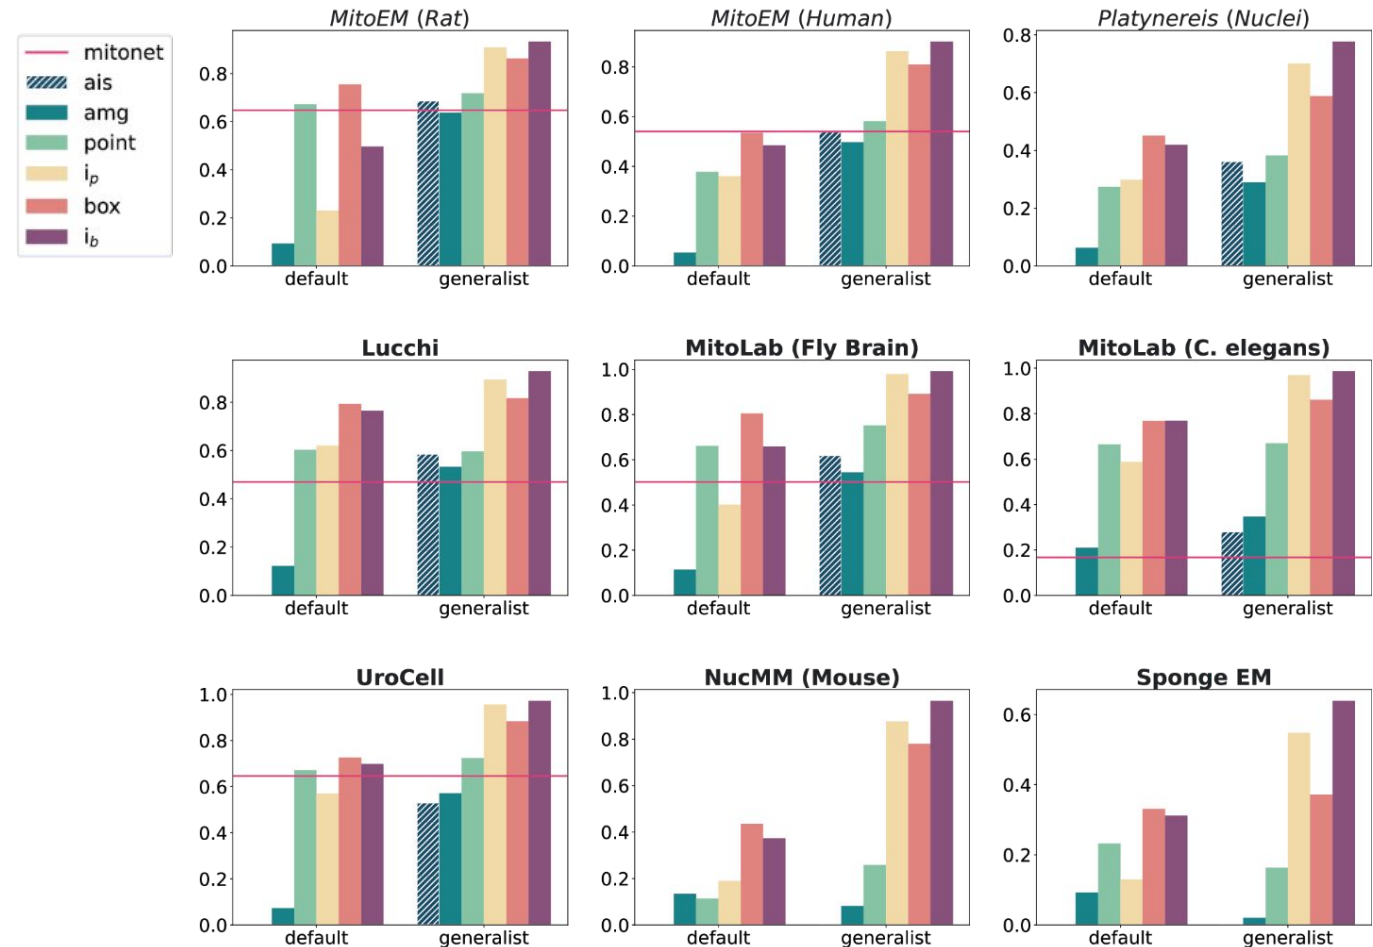 mitonet
ais
amg
point
i_p
box
i_b
MitoEM (Rat)
0.8
0.6
0.4
0.2
0.0
default generalist
MitoEM (Human)
0.8
0.6
0.4
0.2
0.0
default generalist
Platynereis (Nuclei)
0.8
0.6
0.4
0.2
0.0
default generalist
Lucchi
0.8
0.6
0.4
0.2
0.0
default generalist
MitoLab (Fly Brain)
1.0
0.8
0.6
0.4
0.2
0.0
default generalist
MitoLab (C. elegans)
1.0
0.8
0.6
0.4
0.2
0.0
default generalist
UroCell
1.0
0.8
0.6
0.4
0.2
0.0
default generalist
NucMM (Mouse)
1.0
0.8
0.6
0.4
0.2
0.0
default generalist
Sponge EM
0.6
0.4
0.2
0.0
default generalist